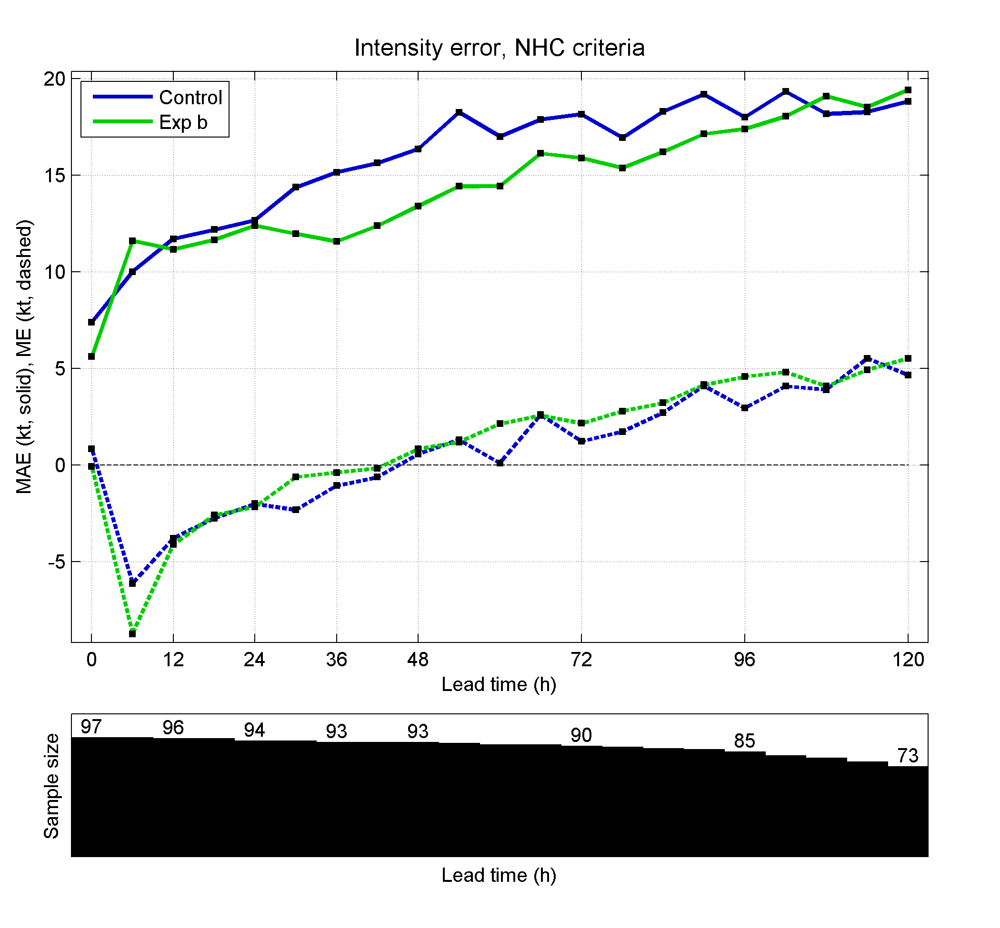 Intensity error, NHC criteria
Control
Exp b
MAE (kt, solid), ME (kt, dashed)
20
15
10
5
0
-5
0 12 24 36 48 72 96 120
Lead time (h)
Sample size
97 96 94 93 93 90 85 73
Lead time (h)